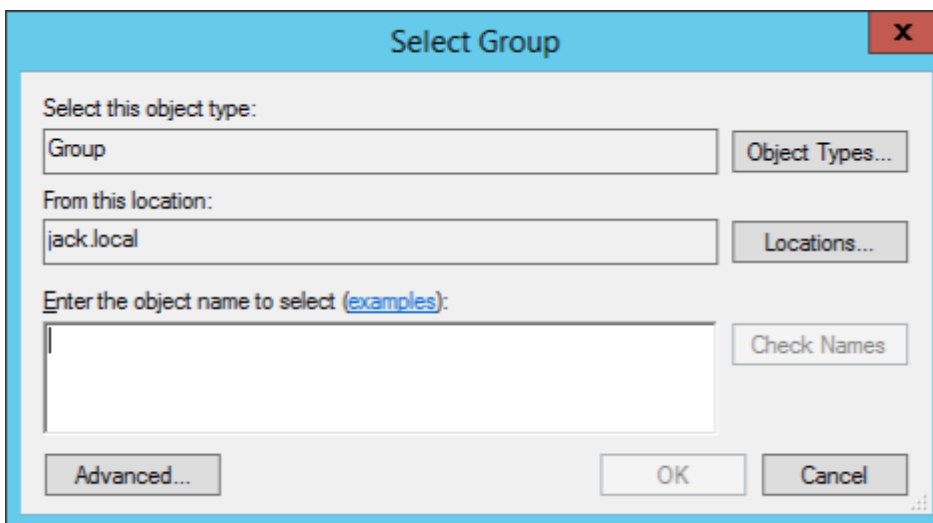 Select Group
x
Select this object type:
Group
Object Types...
From this location:
jack.local
Locations...
Enter the object name to select (examples):
Check Names
Advanced...
OK
Cancel